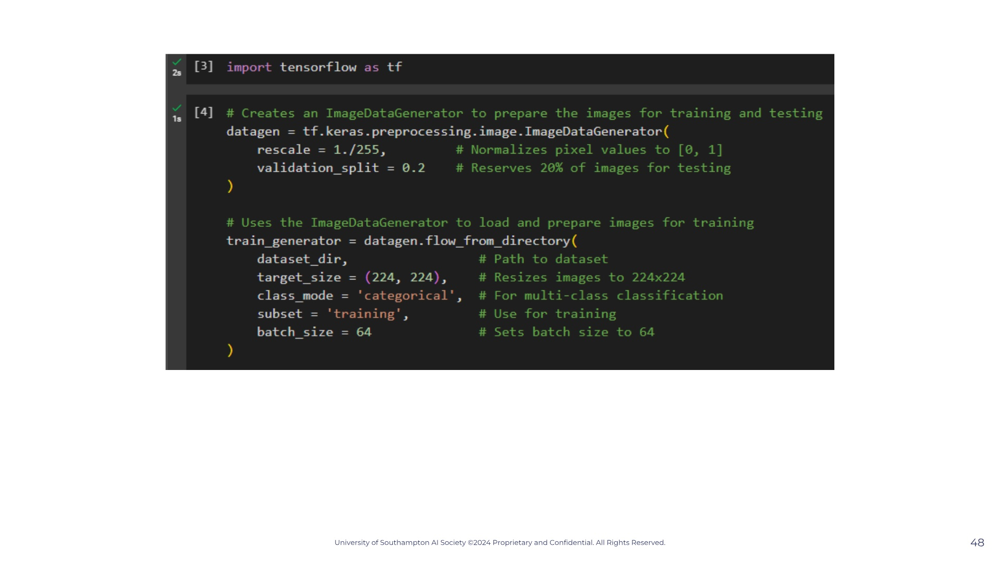 2s [3] import tensorflow as tf
1s [4] # Creates an ImageDataGenerator to prepare the images for training and testing
datagen = tf.keras.preprocessing.image.ImageDataGenerator(
    rescale = 1./255,         # Normalizes pixel values to [0, 1]
    validation_split = 0.2    # Reserves 20% of images for testing
)
# Uses the ImageDataGenerator to load and prepare images for training
train_generator = datagen.flow_from_directory(
    dataset_dir,                 # Path to dataset
    target_size = (224, 224),    # Resizes images to 224x224
    class_mode = 'categorical',  # For multi-class classification
    subset = 'training',         # Use for training
    batch_size = 64              # Sets batch size to 64
)
University of Southampton AI Society ©2024 Proprietary and Confidential. All Rights Reserved.
48